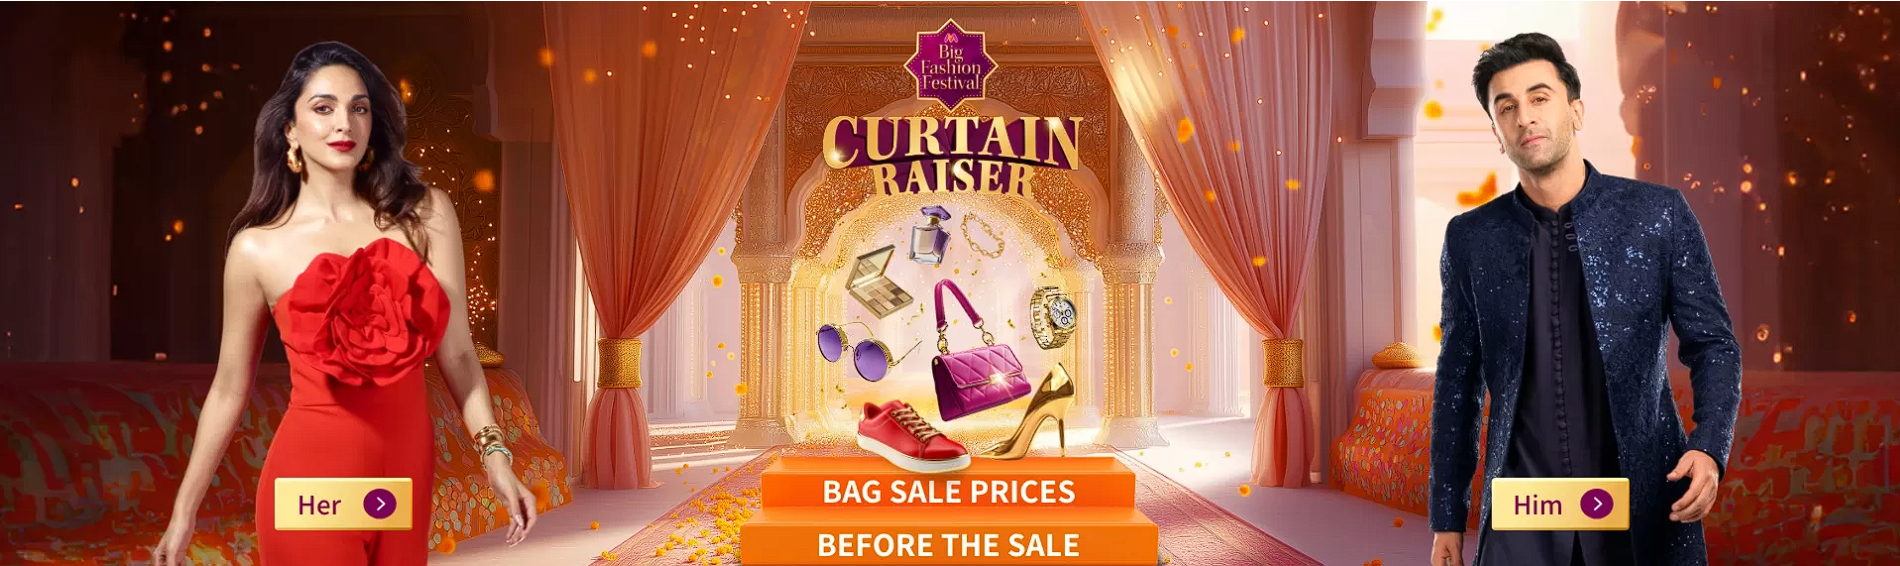 Big
Fashion
Festival
CURTAIN
RAISER
BAG SALE PRICES
BEFORE THE SALE
Her
Him